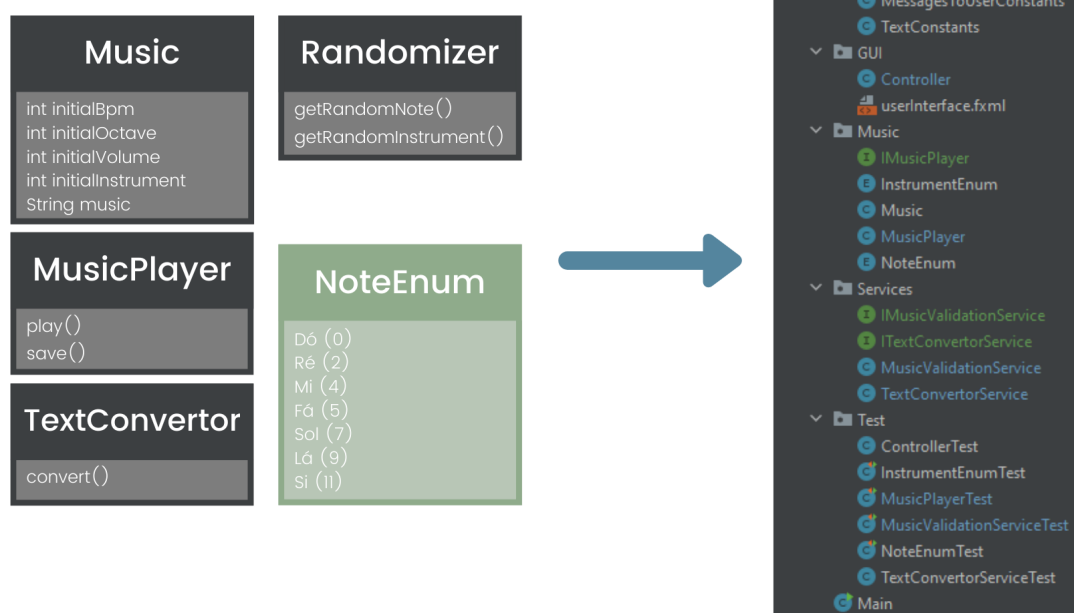 Music
int initialBpm
int initialOctave
int initialVolume
int initialInstrument
String music
Randomizer
getRandomNote()
getRandomInstrument()
MusicPlayer
play()
save()
NoteEnum
Dó (0)
Ré (2)
Mi (4)
Fá (5)
Sol (7)
Lá (9)
Si (11)
TextConvertor
convert()
MessagesToUserConstants
TextConstants
GUI
Controller
userInterface.fxml
Music
IMusicPlayer
InstrumentEnum
Music
MusicPlayer
NoteEnum
Services
IMusicValidationService
ITextConvertorService
MusicValidationService
TextConvertorService
Test
ControllerTest
InstrumentEnumTest
MusicPlayerTest
MusicValidationServiceTest
NoteEnumTest
TextConvertorServiceTest
Main